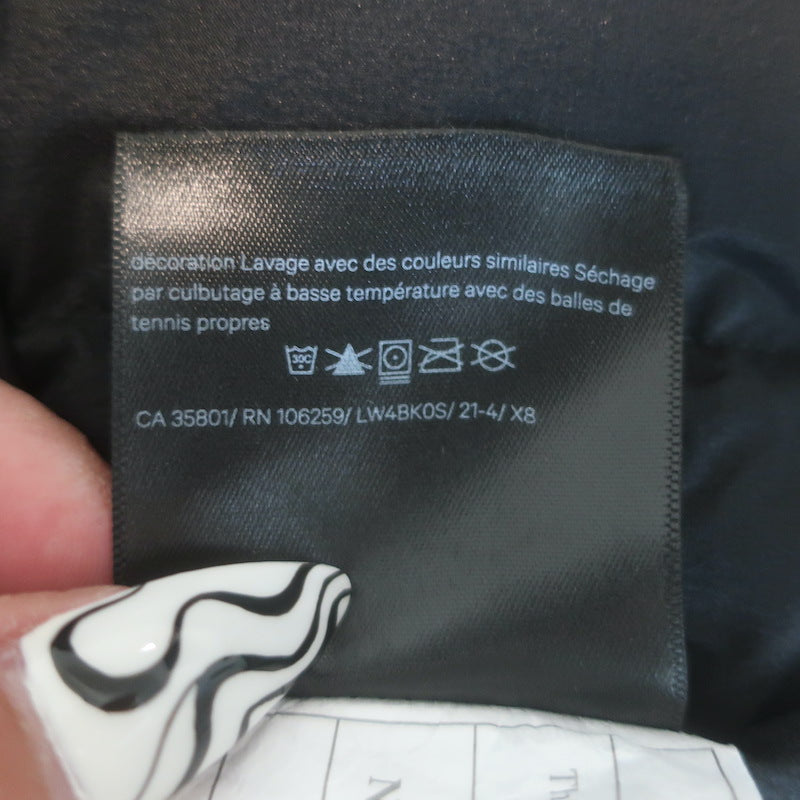 décoration Lavage avec des couleurs similaires Séchage
par culbutage à basse température avec des balles de
tennis propres
30C
CA 35801/ RN 106259/ LW4BK0S/ 21-4/ X8
N
Th